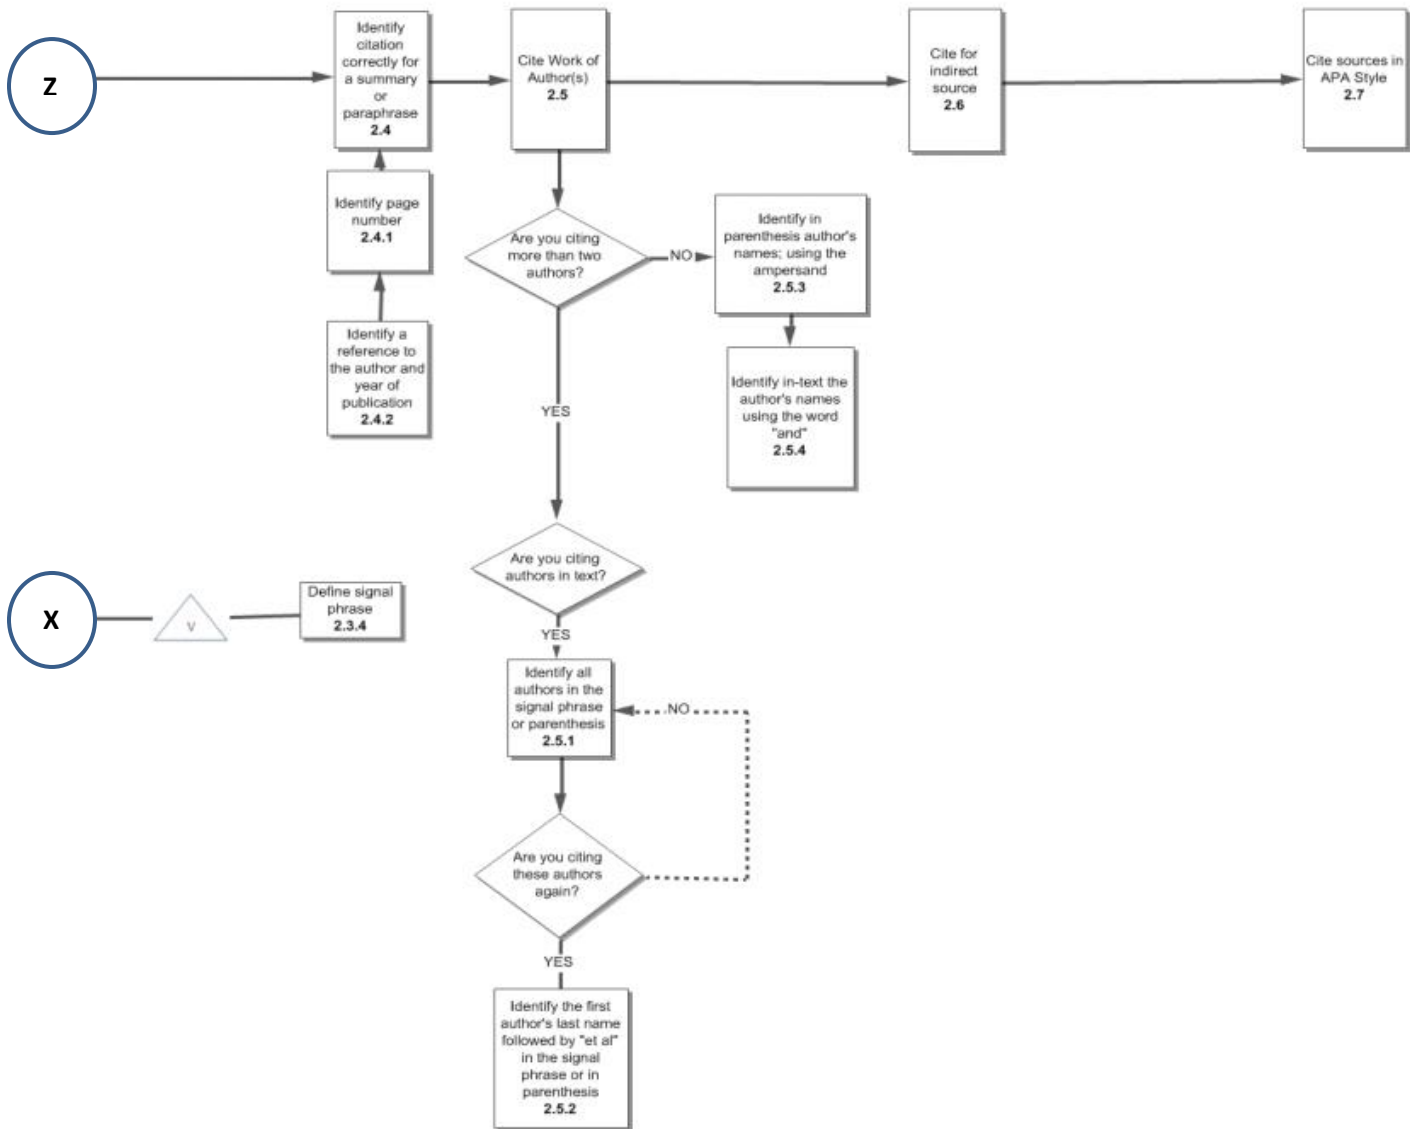 Z
Identify
citation
correctly for
a summary
or
paraphrase
2.4
Cite Work of
Author(s)
2.5
Cite for
indirect
source
2.6
Cite sources in
APA Style
2.7
Identify page
number
2.4.1
Identify a
reference to
the author and
year of
publication
2.4.2
Are you citing
more than two
authors?
NO
Identify in
parenthesis author's
names; using the
ampersand
2.5.3
Identify in-text the
author's names
using the word
"and"
2.5.4
YES
Are you citing
authors in text?
X
V
Define signal
phrase
2.3.4
YES
Identify all
authors in the
signal phrase
or parenthesis
2.5.1
NO
Are you citing
these authors
again?
YES
Identify the first
author's last name
followed by "et al"
in the signal
phrase or in
parenthesis
2.5.2